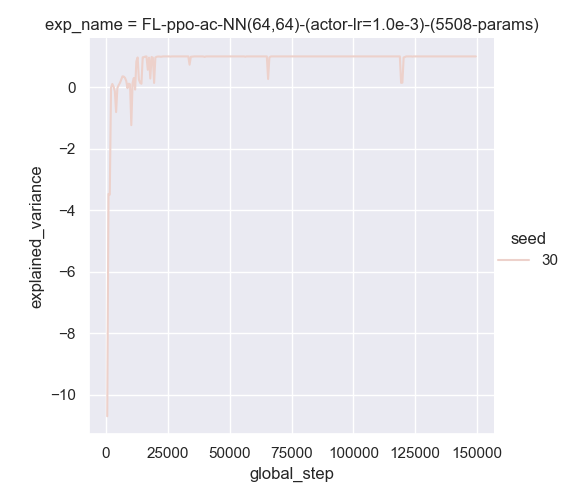 exp_name = FL-ppo-ac-NN(64,64)-(actor-lr=1.0e-3)-(5508-params)
0
−2
−4
−6
−8
−10
explained_variance
seed
30
0 25000 50000 75000 100000 125000 150000
global_step